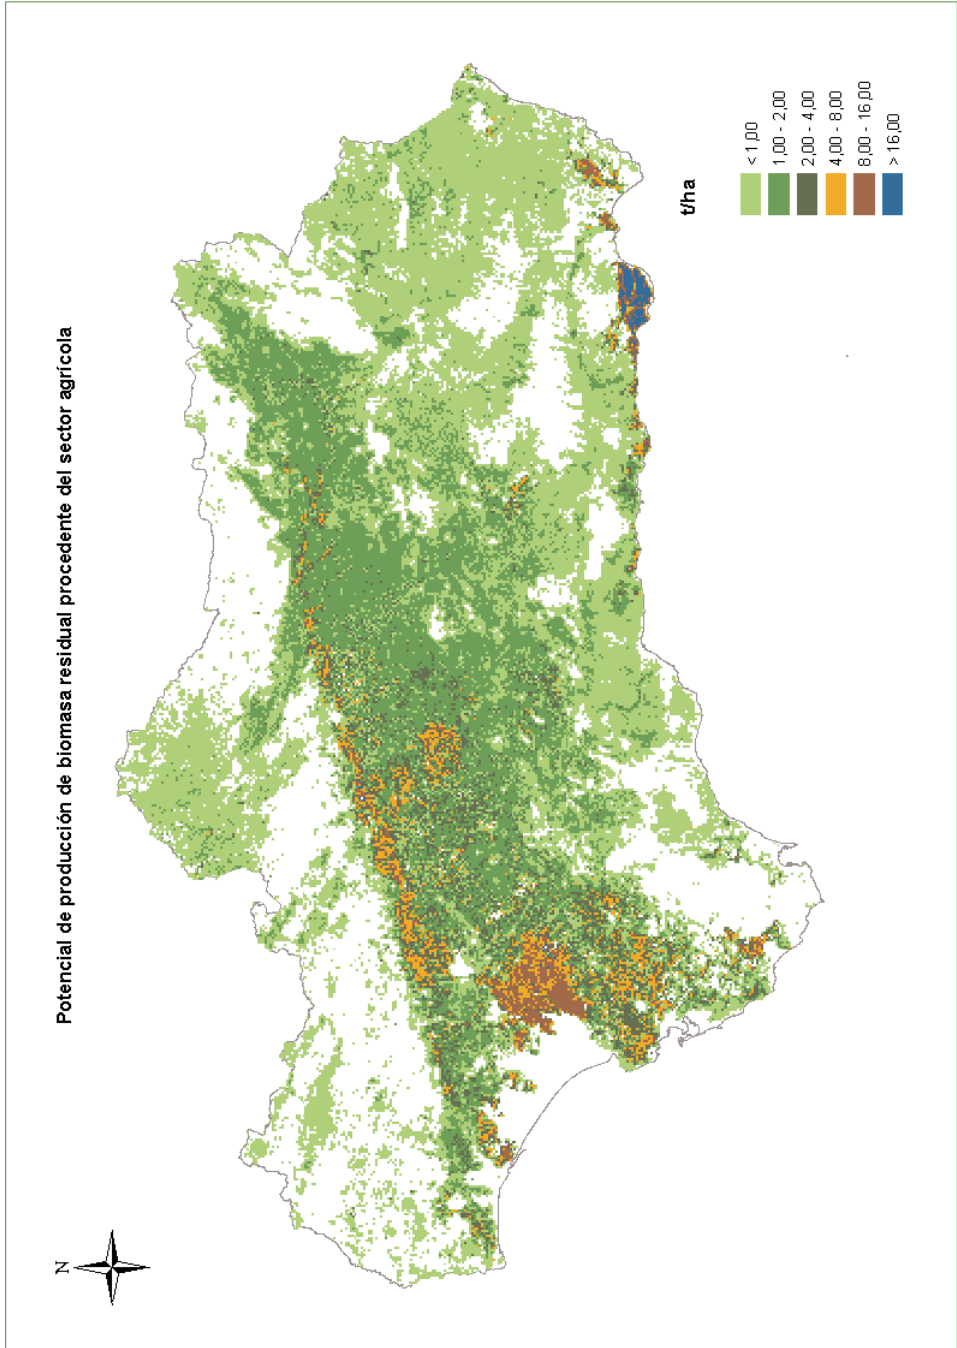 Potencial de producción de biomasa residual procedente del sector agrícola
N
t/ha
< 1,00
1,00 - 2,00
2,00 - 4,00
4,00 - 8,00
8,00 - 16,00
> 16,00